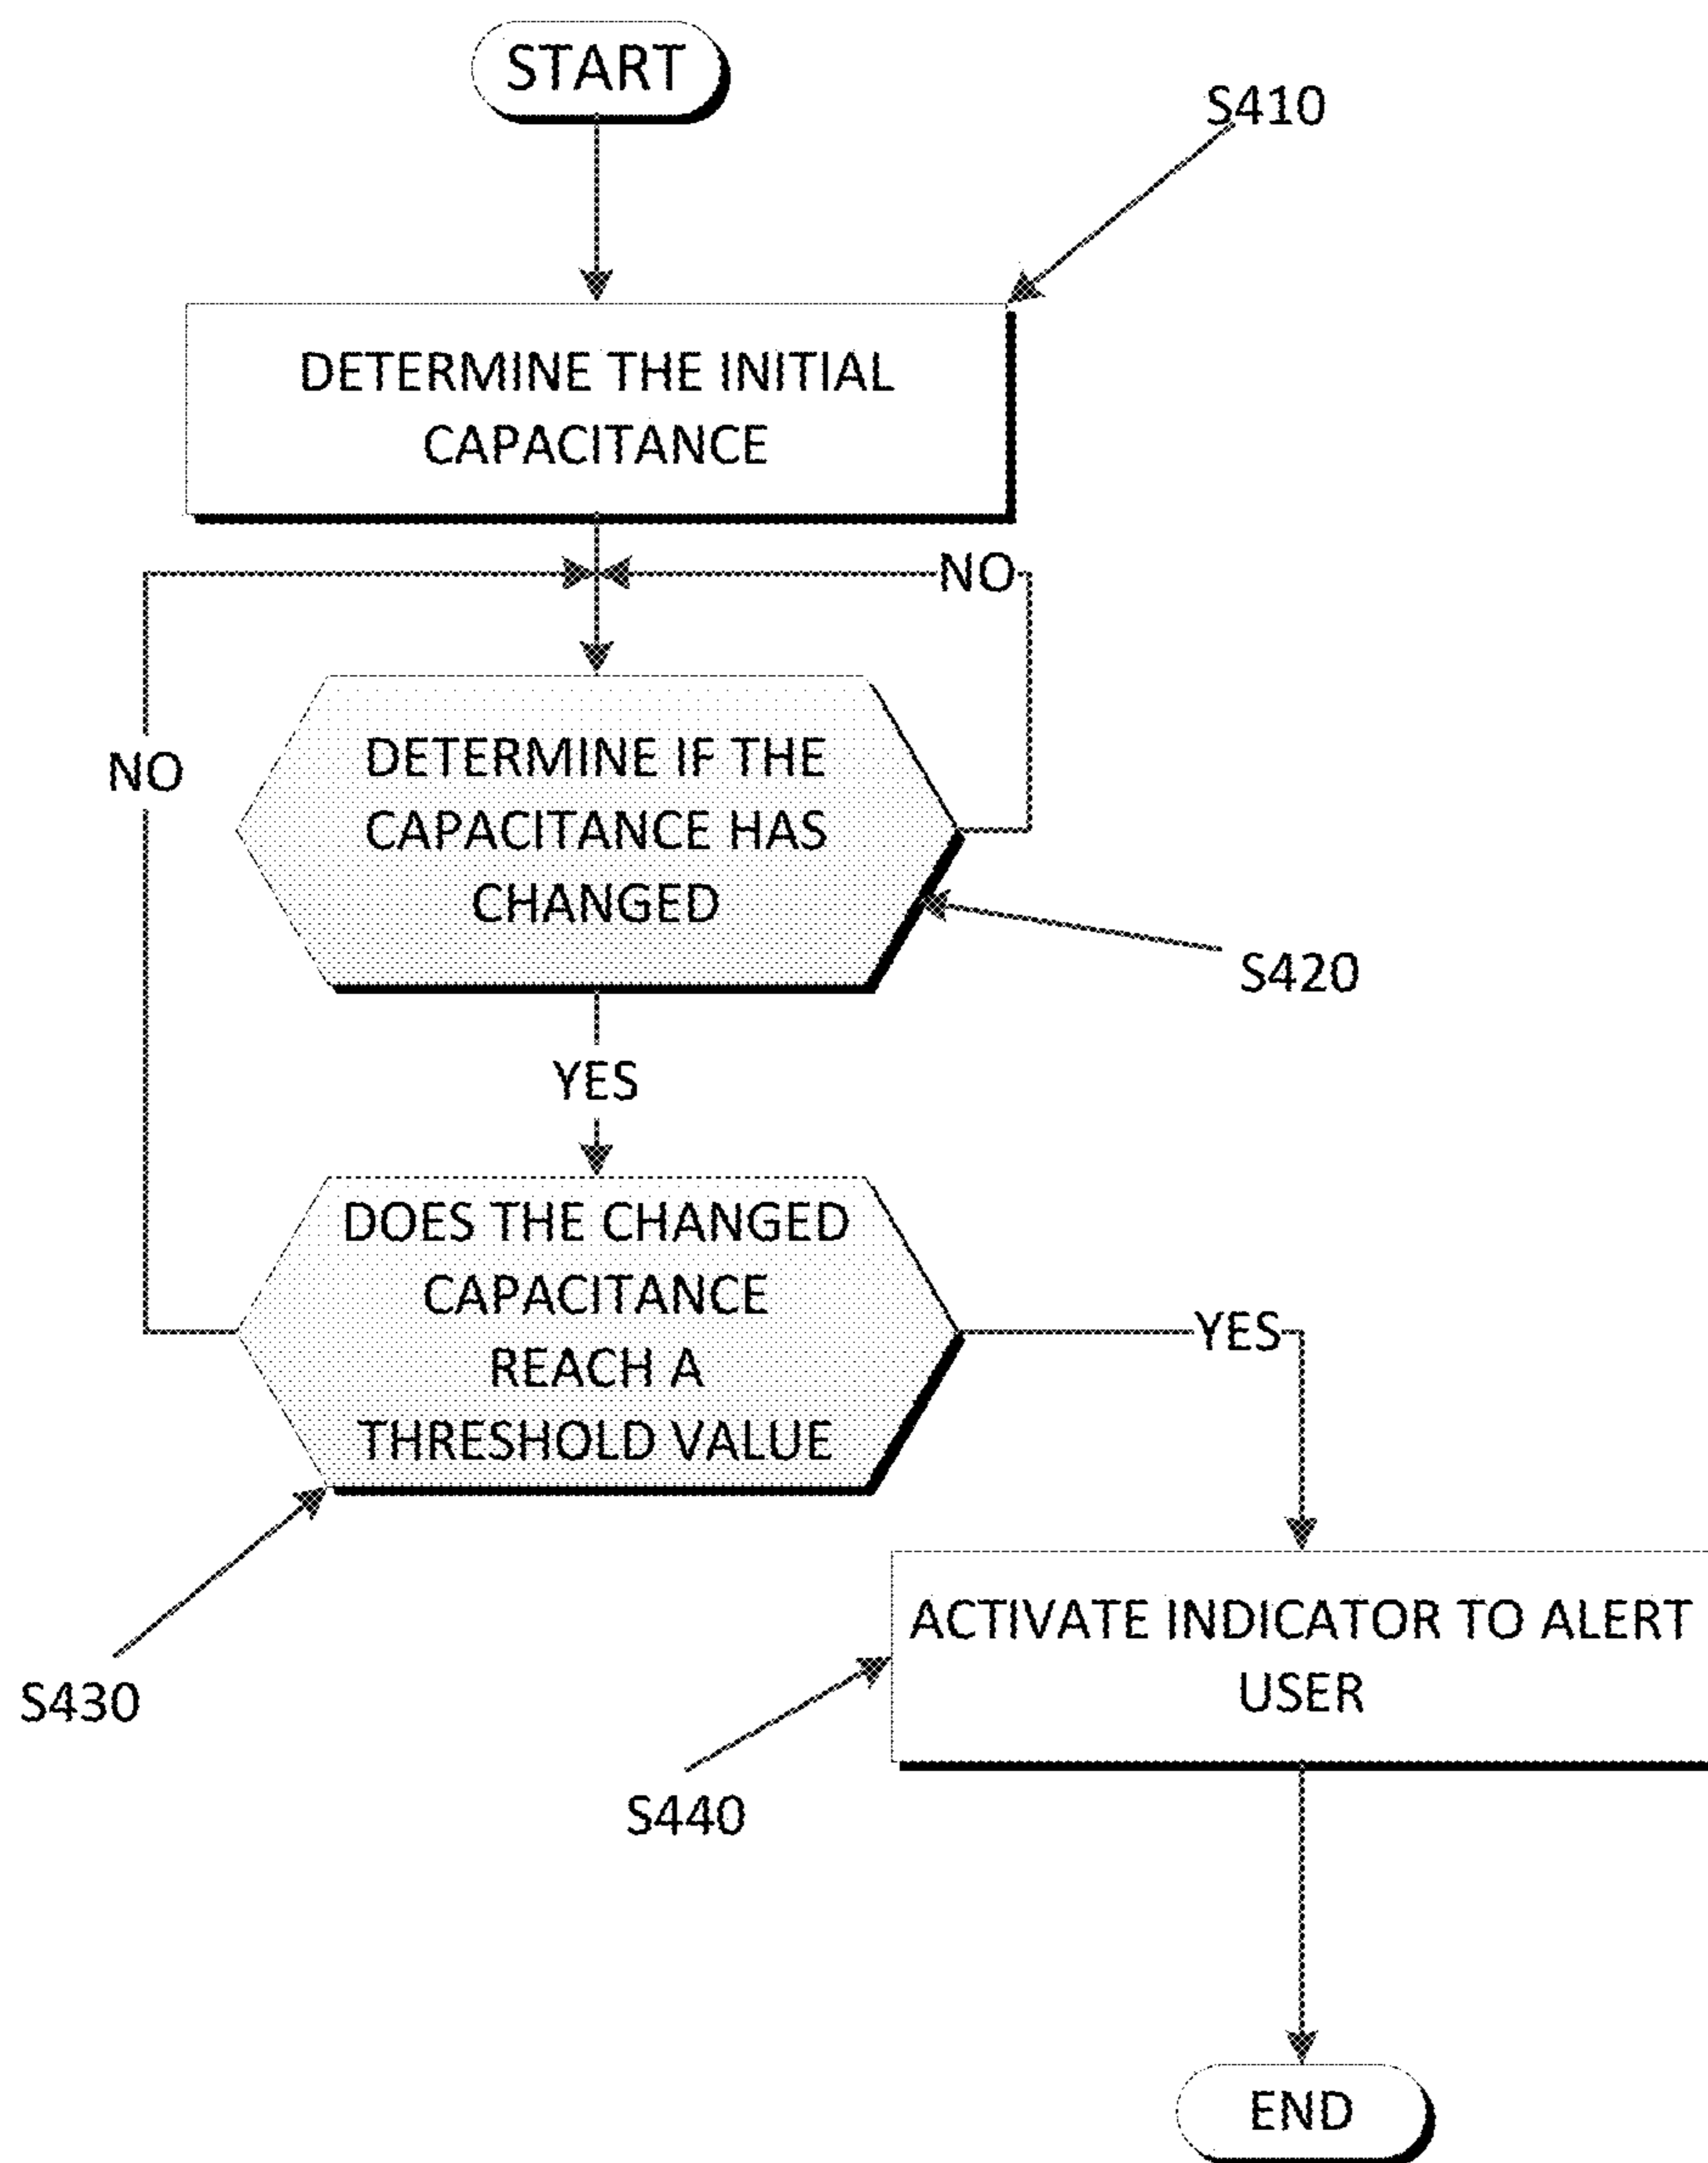 START
S410
DETERMINE THE INITIAL
CAPACITANCE
NO
NO
DETERMINE IF THE
CAPACITANCE HAS
CHANGED
S420
YES
DOES THE CHANGED
CAPACITANCE
REACH A
THRESHOLD VALUE
YES
S430
ACTIVATE INDICATOR TO ALERT
USER
S440
END